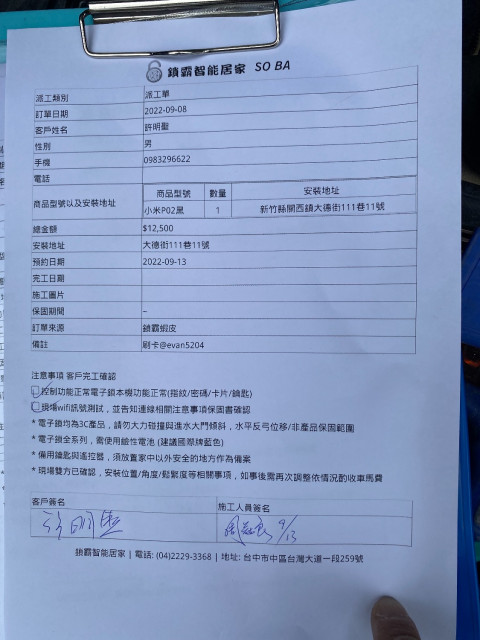 鎖霸智能居家 SO BA
派工類別 派工單
訂單日期 2022-09-08
客戶姓名 許明聖
性別 男
手機 0983296622
電話
商品型號以及安裝地址 商品型號 數量 安裝地址
小米P02黑 1 新竹縣關西鎮大德街111巷11號
總金額 $12,500
安裝地址 大德街111巷11號
預約日期 2022-09-13
完工日期
施工圖片
保固期間 –
訂單來源 鎖霸蝦皮
備註 刷卡@evan5204
注意事項 客戶完工確認
控制功能正常電子鎖本機功能正常(指紋/密碼/卡片/鑰匙)
現場wifi訊號測試，並告知連線相關注意事項保固書確認
* 電子鎖均為3C產品，請勿大力碰撞與進水大門傾斜，水平反弓位移/非產品保固範圍
* 電子鎖全系列，需使用鹼性電池 (建議國際牌藍色)
* 備用鑰匙與遙控器，須放置家中以外安全的地方作為備案
* 現場雙方已確認，安裝位置/角度/鬆緊度等相關事項，如事後需再次調整依情況酌收車馬費
客戶簽名 施工人員簽名
9/13
鎖霸智能居家 | 電話: (04)2229-3368 | 地址: 台中市中區台灣大道一段259號